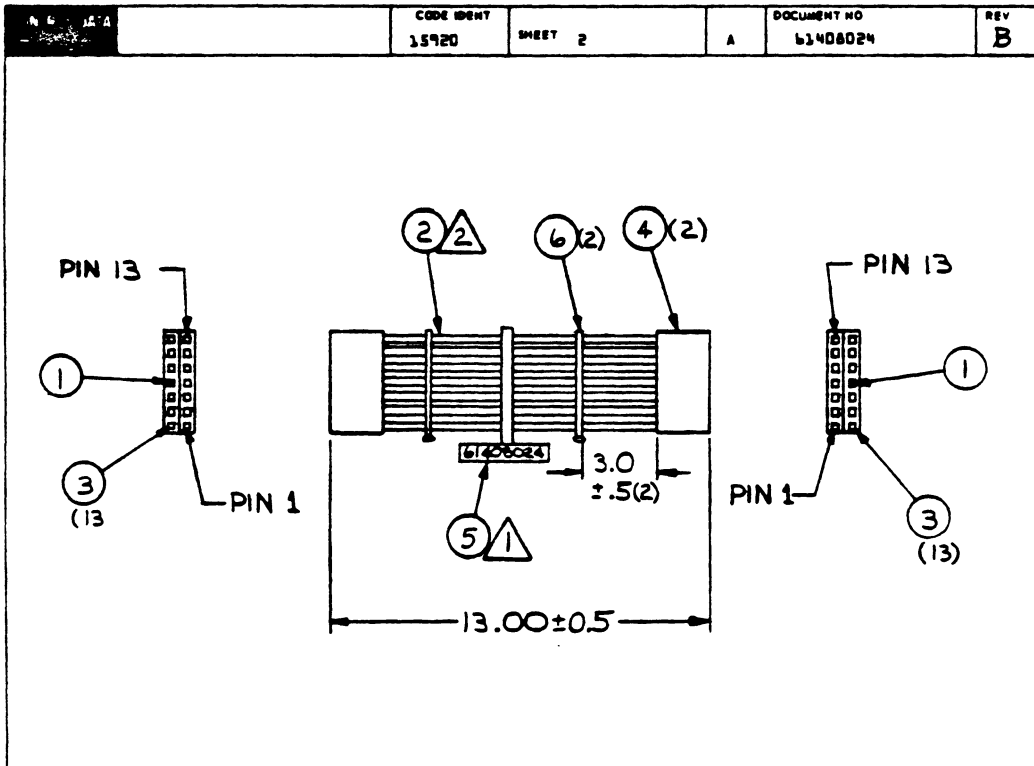 CODE IDENT
15920
SHEET 2
A
DOCUMENT NO
61408024
REV
B
2 2
6 (2)
4 (2)
PIN 13
PIN 13
1
1
61408024
3.0
±.5(2)
3
(13
PIN 1
PIN 1
5 1
3
(13)
13.00±0.5